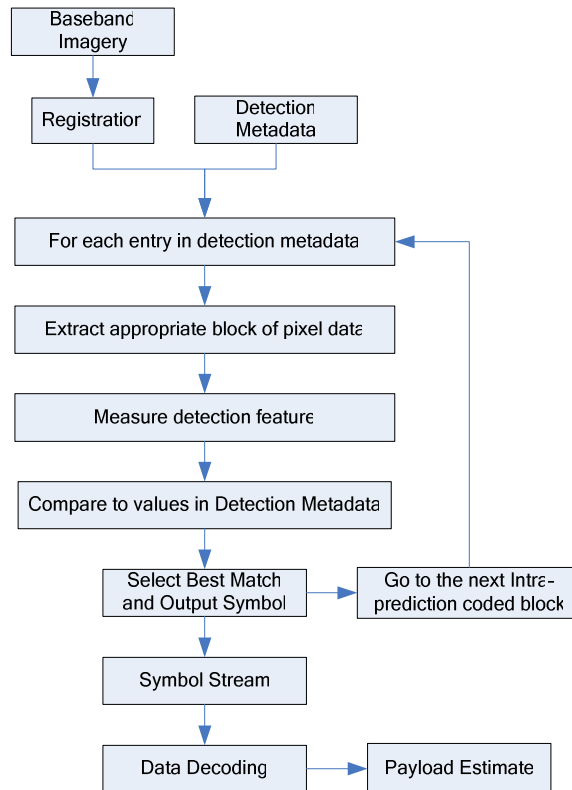 Baseband
Imagery
Registration
Detection
Metadata
For each entry in detection metadata
Extract appropriate block of pixel data
Measure detection feature
Compare to values in Detection Metadata
Select Best Match
and Output Symbol
Go to the next Intra-
prediction coded block
Symbol Stream
Data Decoding
Payload Estimate